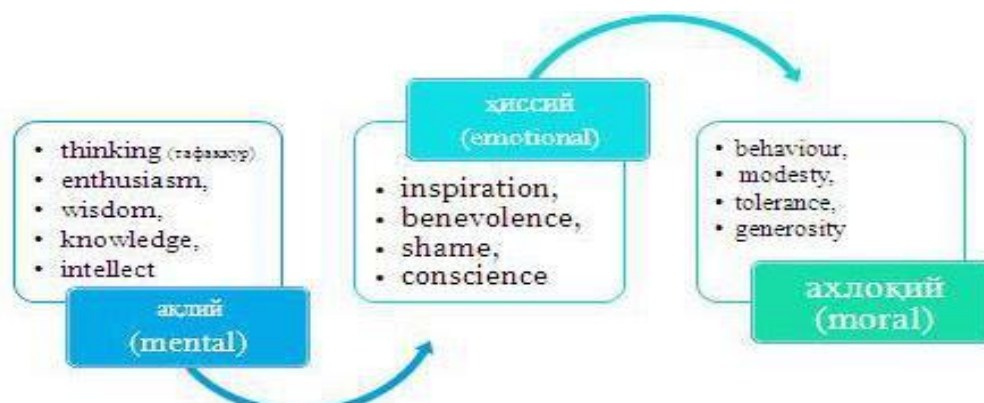 • thinking (тафаккур)
• enthusiasm,
• wisdom,
• knowledge,
• intellect
ақлий
(mental)
ҳиссий
(emotional)
• inspiration,
• benevolence,
• shame,
• conscience
• behaviour,
• modesty,
• tolerance,
• generosity
ахлоқий
(moral)